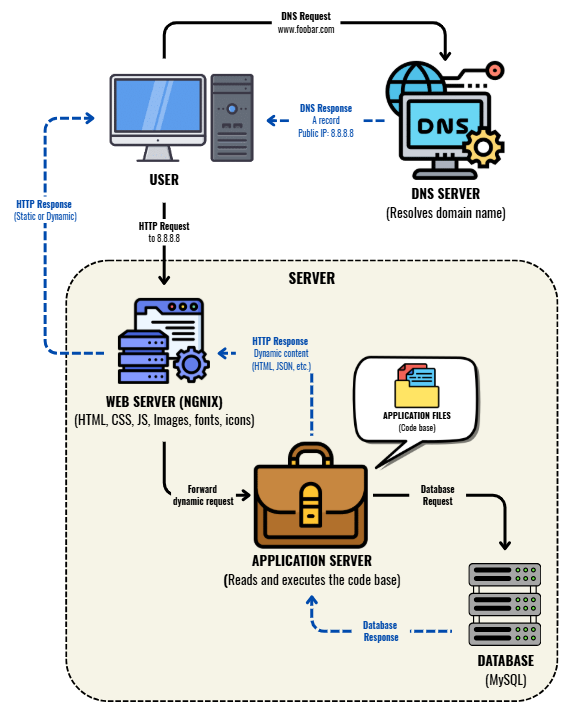 DNS Request
www.foobar.com
DNS Response
A record
Public IP: 8.8.8.8
DNS
USER
DNS SERVER
(Resolves domain name)
HTTP Response
(Static or Dynamic)
HTTP Request
to 8.8.8.8
SERVER
HTTP Response
Dynamic content
(HTML, JSON, etc.)
WEB SERVER (NGNIX)
(HTML, CSS, JS, Images, fonts, icons)
APPLICATION FILES
(Code base)
Forward
dynamic request
Database
Request
APPLICATION SERVER
(Reads and executes the code base)
Database
Response
DATABASE
(MySQL)